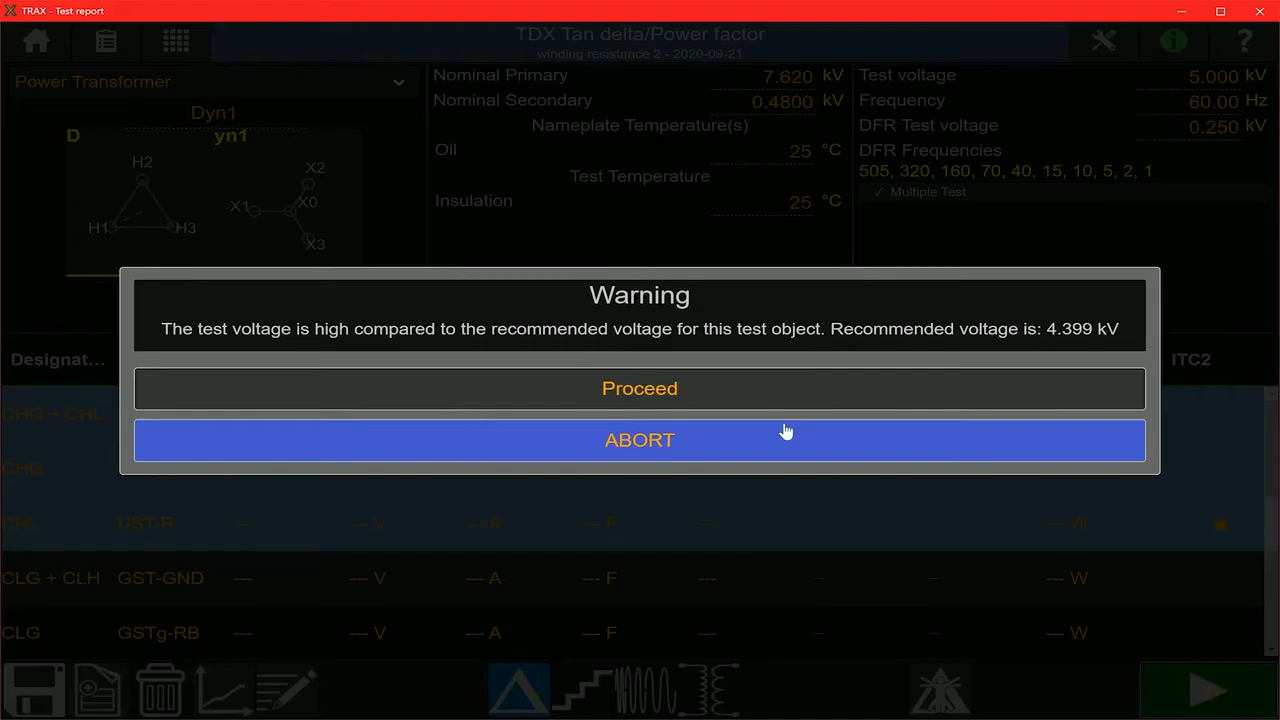 TRAX - Test report
TDX Tan delta/Power factor
winding resistance 2 - 2020-09-21
Power Transformer
Dyn1
D
yn1
H2
H1
H3
X2
X1
X0
X3
Nominal Primary 7.620 kV
Nominal Secondary 0.4800 kV
Nameplate Temperature(s)
Oil 25 °C
Test Temperature
Insulation 25 °C
Test voltage 5.000 kV
Frequency 60.00 Hz
DFR Test voltage 0.250 kV
DFR Frequencies
505, 320, 160, 70, 40, 15, 10, 5, 2, 1
✓ Multiple Test
Warning
The test voltage is high compared to the recommended voltage for this test object. Recommended voltage is: 4.399 kV
Proceed
ABORT
Designat...
ITC2
CHG + CHL
CHG
CHL UST-R --- --- V --- A --- F --- --- W
CLG + CLH GST-GND --- --- V --- A --- F --- -- -- --- W
CLG GSTg-RB --- --- V --- A --- F --- -- -- --- W